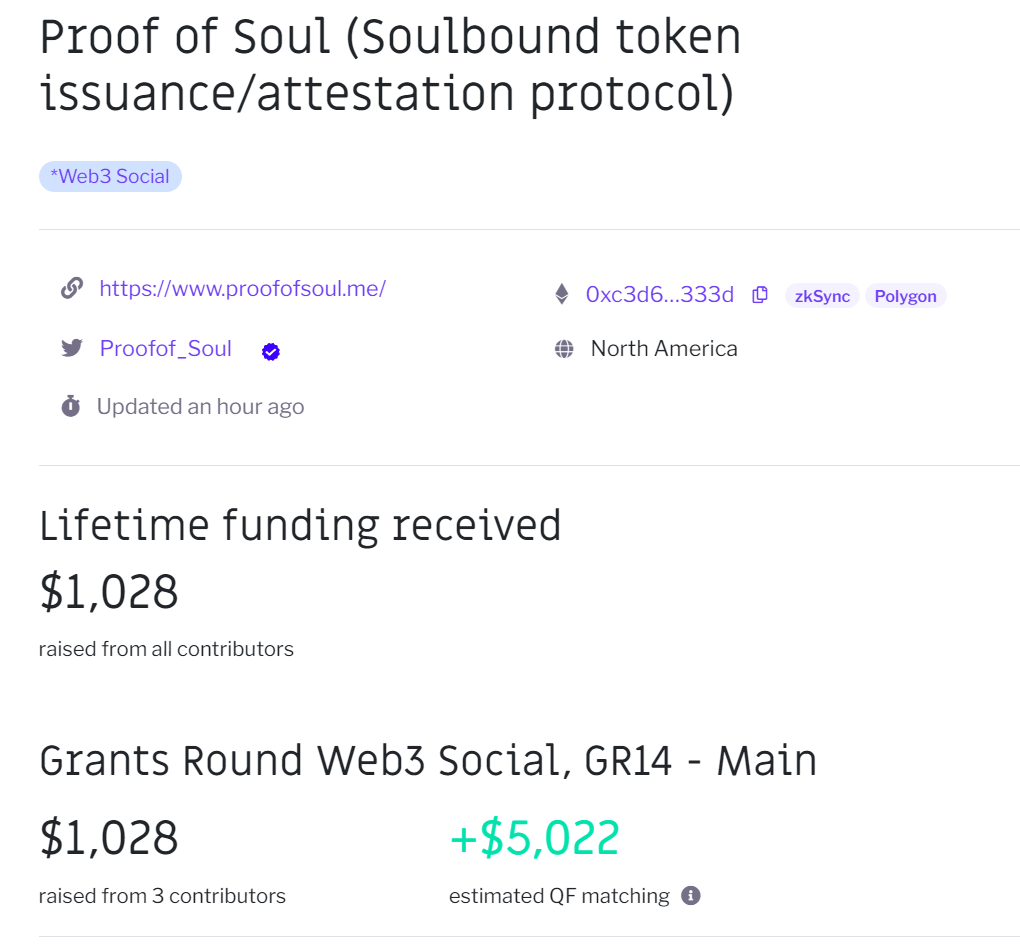 Proof of Soul (Soulbound token
issuance/attestation protocol)
*Web3 Social
https://www.proofofsoul.me/
0xc3d6...333d zkSync Polygon
Proofof_Soul
North America
Updated an hour ago
Lifetime funding received
$1,028
raised from all contributors
Grants Round Web3 Social, GR14 - Main
$1,028 +$5,022
raised from 3 contributors estimated QF matching